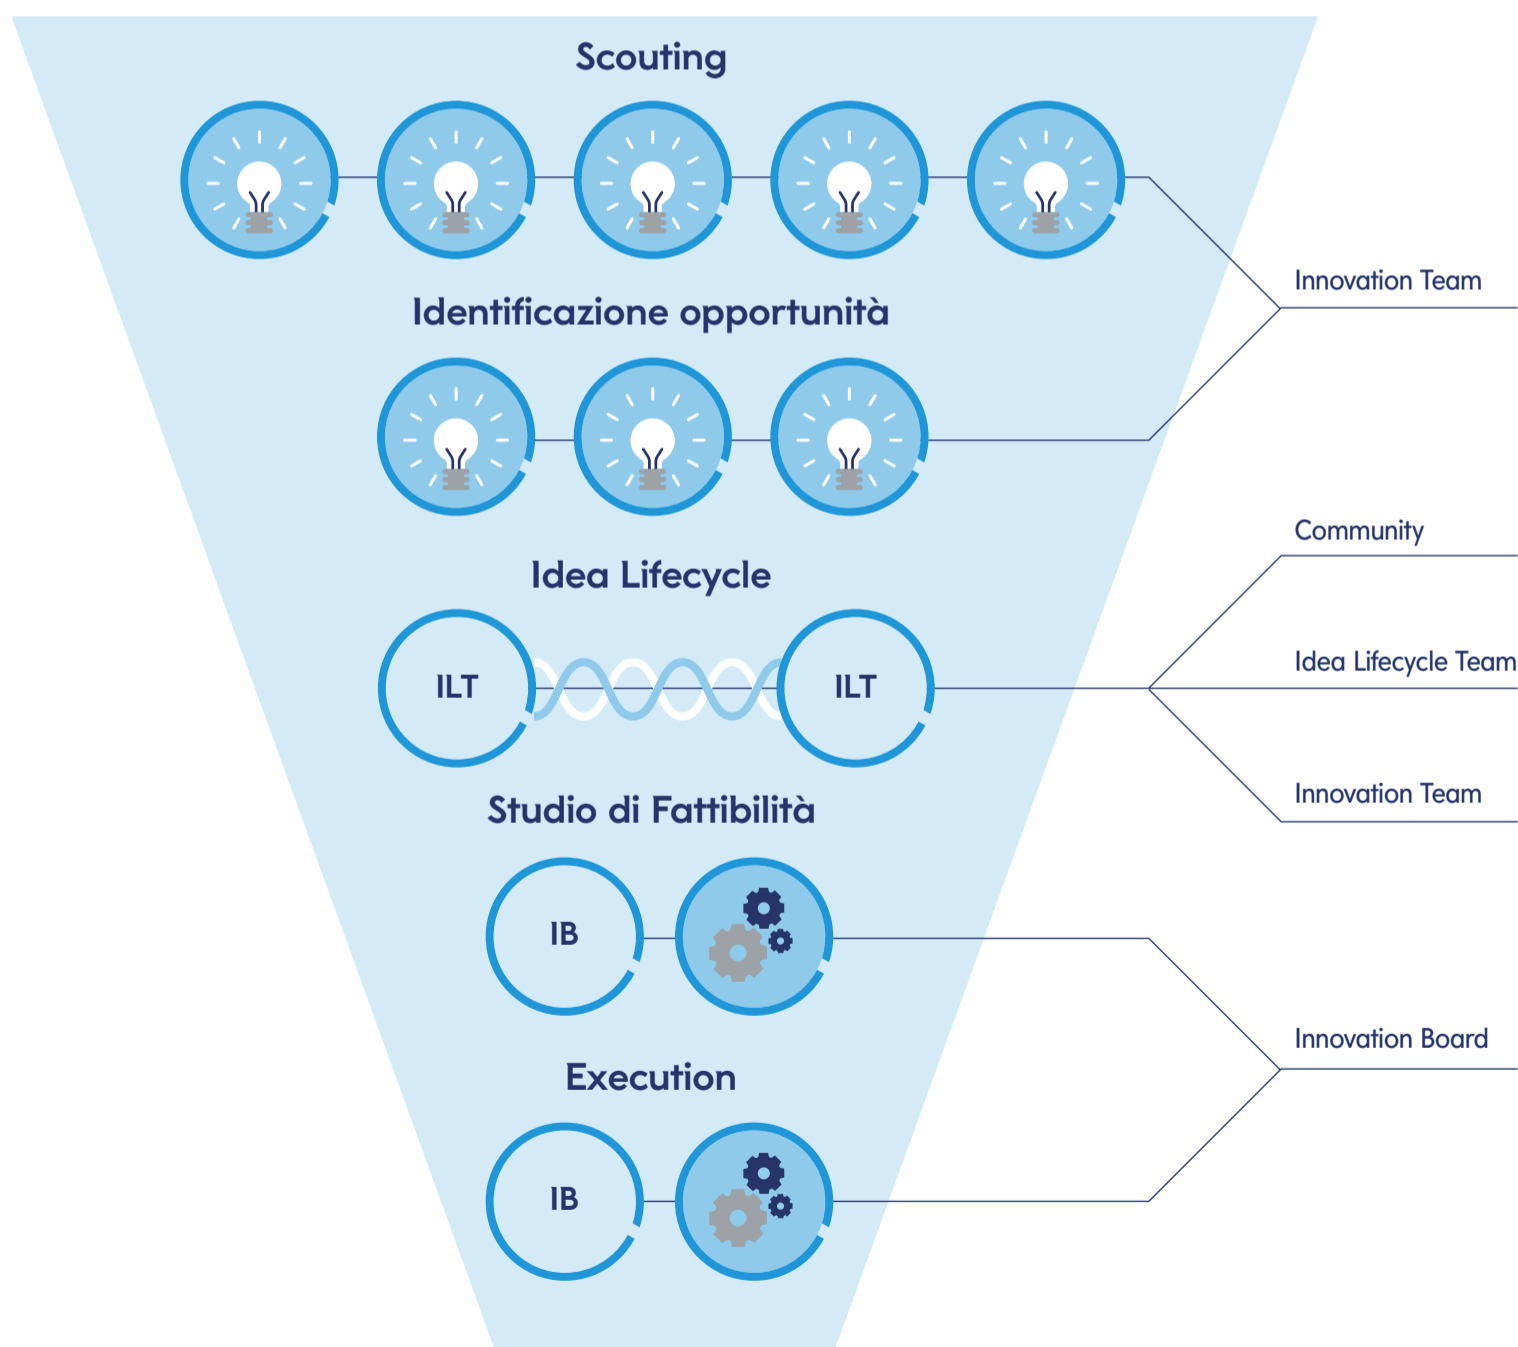 Scouting
Innovation Team
Identificazione opportunità
Community
Idea Lifecycle
Idea Lifecycle Team
ILT
ILT
Innovation Team
Studio di Fattibilità
IB
Innovation Board
Execution
IB